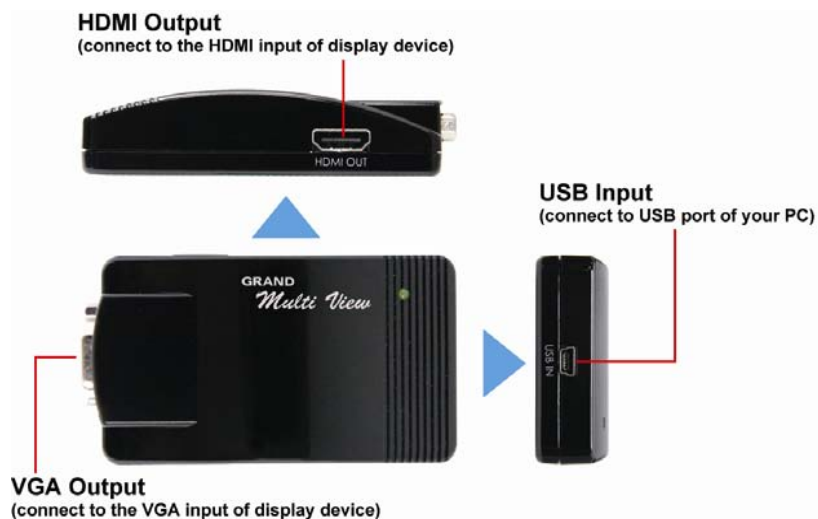 HDMI Output
(connect to the HDMI input of display device)
HDMI OUT
USB Input
(connect to USB port of your PC)
GRAND
Multi View
USB IN
VGA Output
(connect to the VGA input of display device)